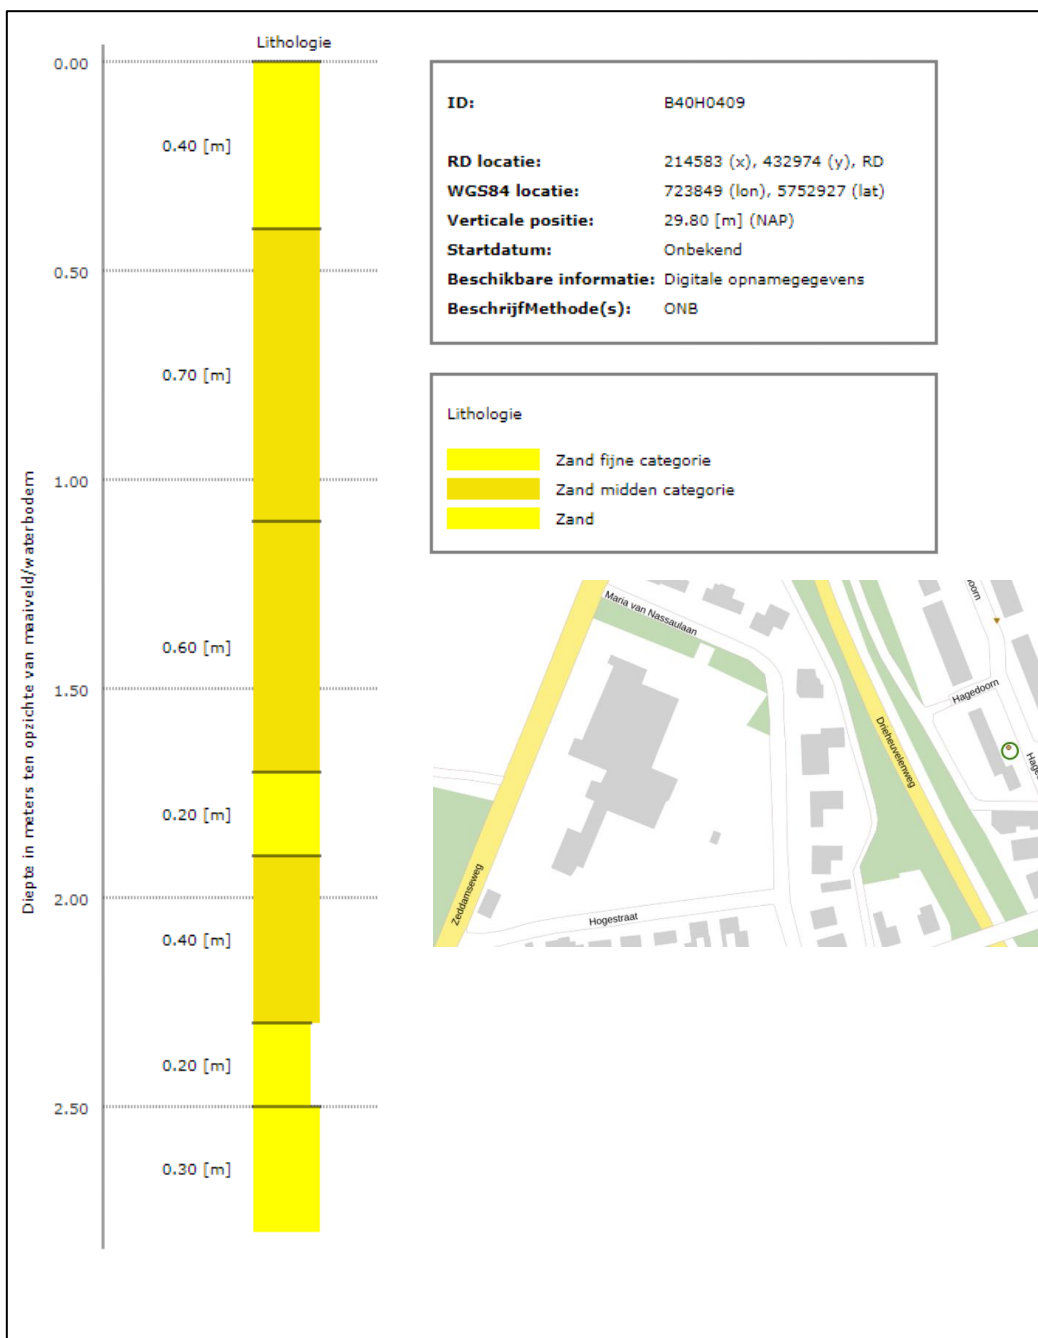 Lithologie
0.00
0.40 [m]
0.50
0.70 [m]
1.00
0.60 [m]
1.50
0.20 [m]
2.00
0.40 [m]
0.20 [m]
2.50
0.30 [m]
Diepte in meters ten opzichte van maaiveld/waterbodem
ID: B40H0409
RD locatie: 214583 (x), 432974 (y), RD
WGS84 locatie: 723849 (lon), 5752927 (lat)
Verticale positie: 29.80 [m] (NAP)
Startdatum: Onbekend
Beschikbare informatie: Digitale opnamegegevens
BeschrijfMethode(s): ONB
Lithologie
Zand fijne categorie
Zand midden categorie
Zand
Maria van Nassaulaan
doorn
Hagedoorn
Drieheuvelenweg
Hage
Zeddamseweg
Hogestraat